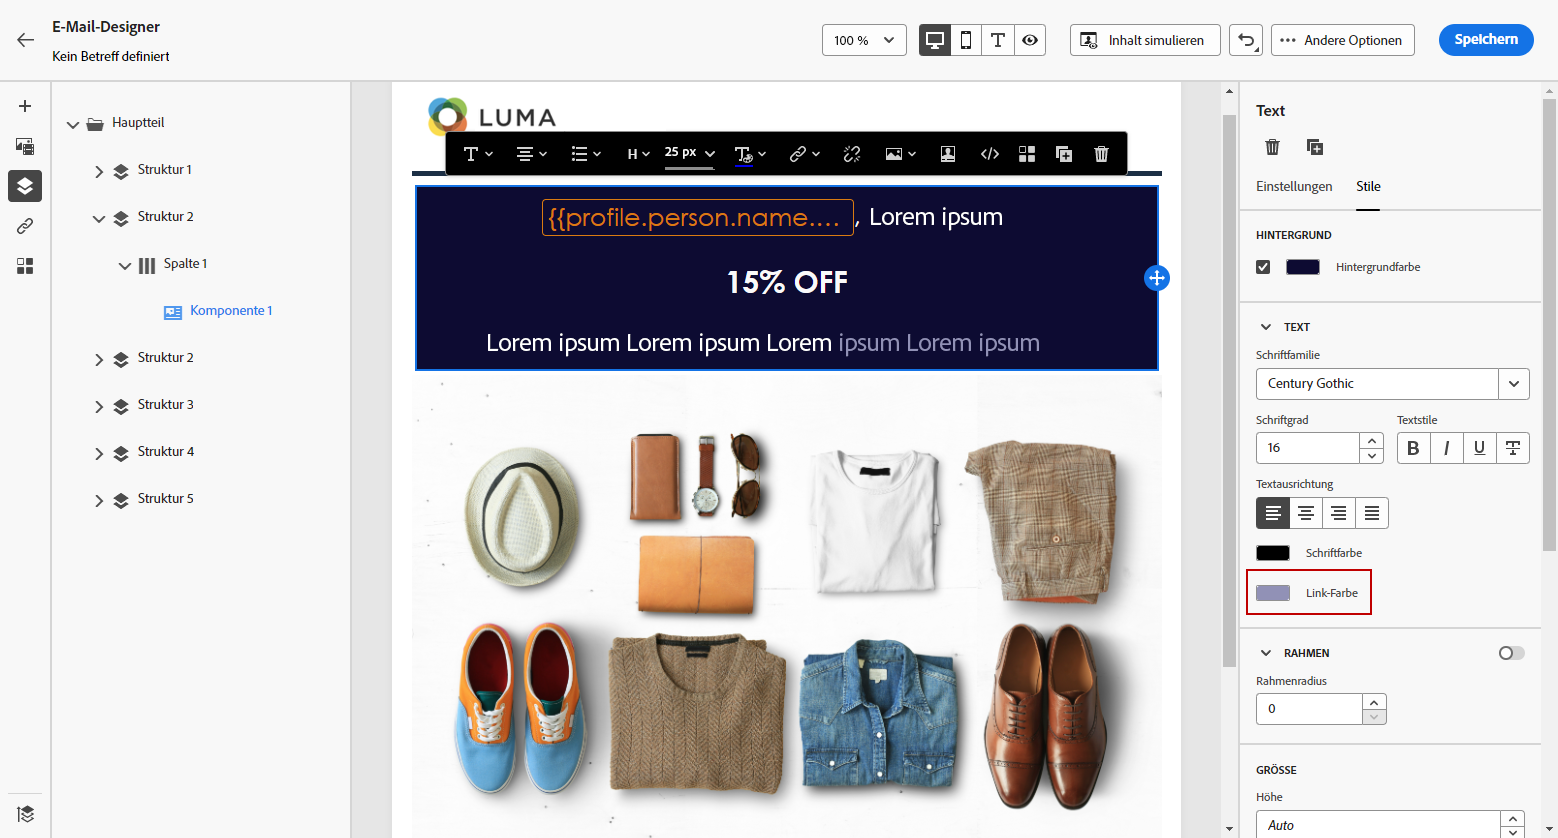 E-Mail-Designer
Kein Betreff definiert
100 %
Inhalt simulieren
Andere Optionen
Speichern
Hauptteil
Struktur 1
Struktur 2
Spalte 1
Komponente 1
Struktur 2
Struktur 3
Struktur 4
Struktur 5
LUMA
H
25 px
{{profile.person.name.... , Lorem ipsum
15% OFF
Lorem ipsum Lorem ipsum Lorem ipsum Lorem ipsum
Text
Einstellungen
Stile
HINTERGRUND
Hintergrundfarbe
TEXT
Schriftfamilie
Century Gothic
Schriftgrad
Textstile
16
B I U T
Textausrichtung
Schriftfarbe
Link-Farbe
RAHMEN
Rahmenradius
0
GRÖSSE
Höhe
Auto